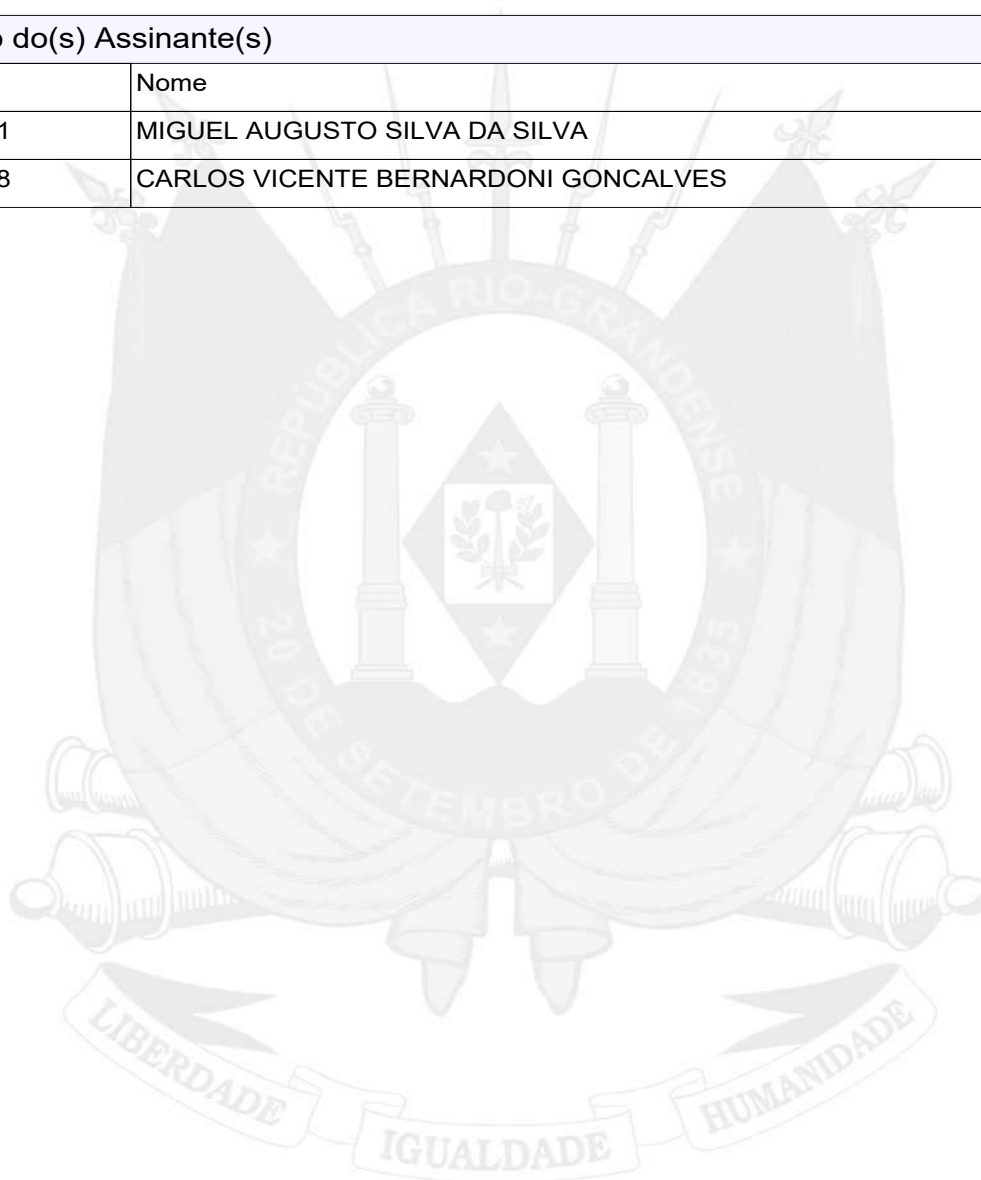 o do(s) Assinante(s)
Nome
1 MIGUEL AUGUSTO SILVA DA SILVA
8 CARLOS VICENTE BERNARDONI GONCALVES
REPÚBLICA RIO-GRANDENSE
20 DE SETEMBRO DE 1835
LIBERDADE IGUALDADE HUMANIDADE